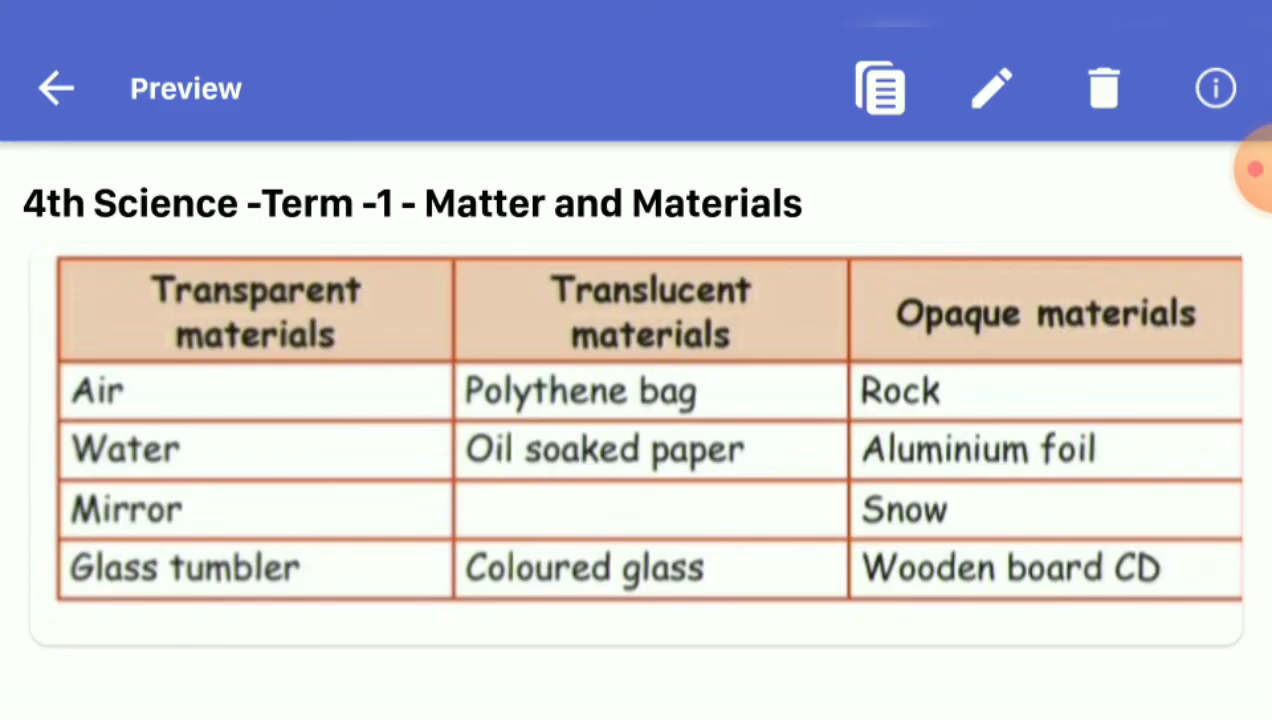 Preview
4th Science -Term -1 - Matter and Materials
Transparent materials Translucent materials Opaque materials
Air Polythene bag Rock
Water Oil soaked paper Aluminium foil
Mirror Snow
Glass tumbler Coloured glass Wooden board CD